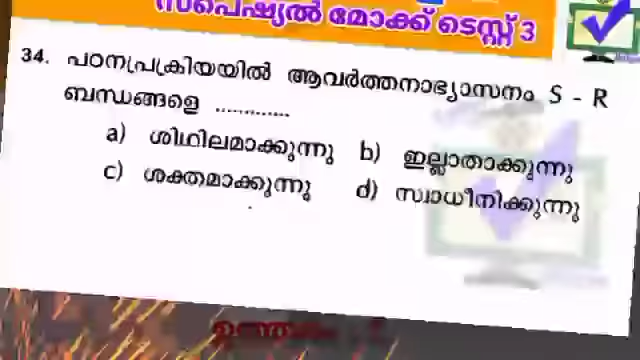 സ്പെഷ്യൽ മോക്ക് ടെസ്റ്റ് 3
34. പഠനപ്രക്രിയയിൽ ആവർത്തനാഭ്യാസനം S - R
ബന്ധങ്ങളെ .............
a) ശിഥിലമാക്കുന്നു b) ഇല്ലാതാക്കുന്നു
c) ശക്തമാക്കുന്നു d) സ്വാധീനിക്കുന്നു